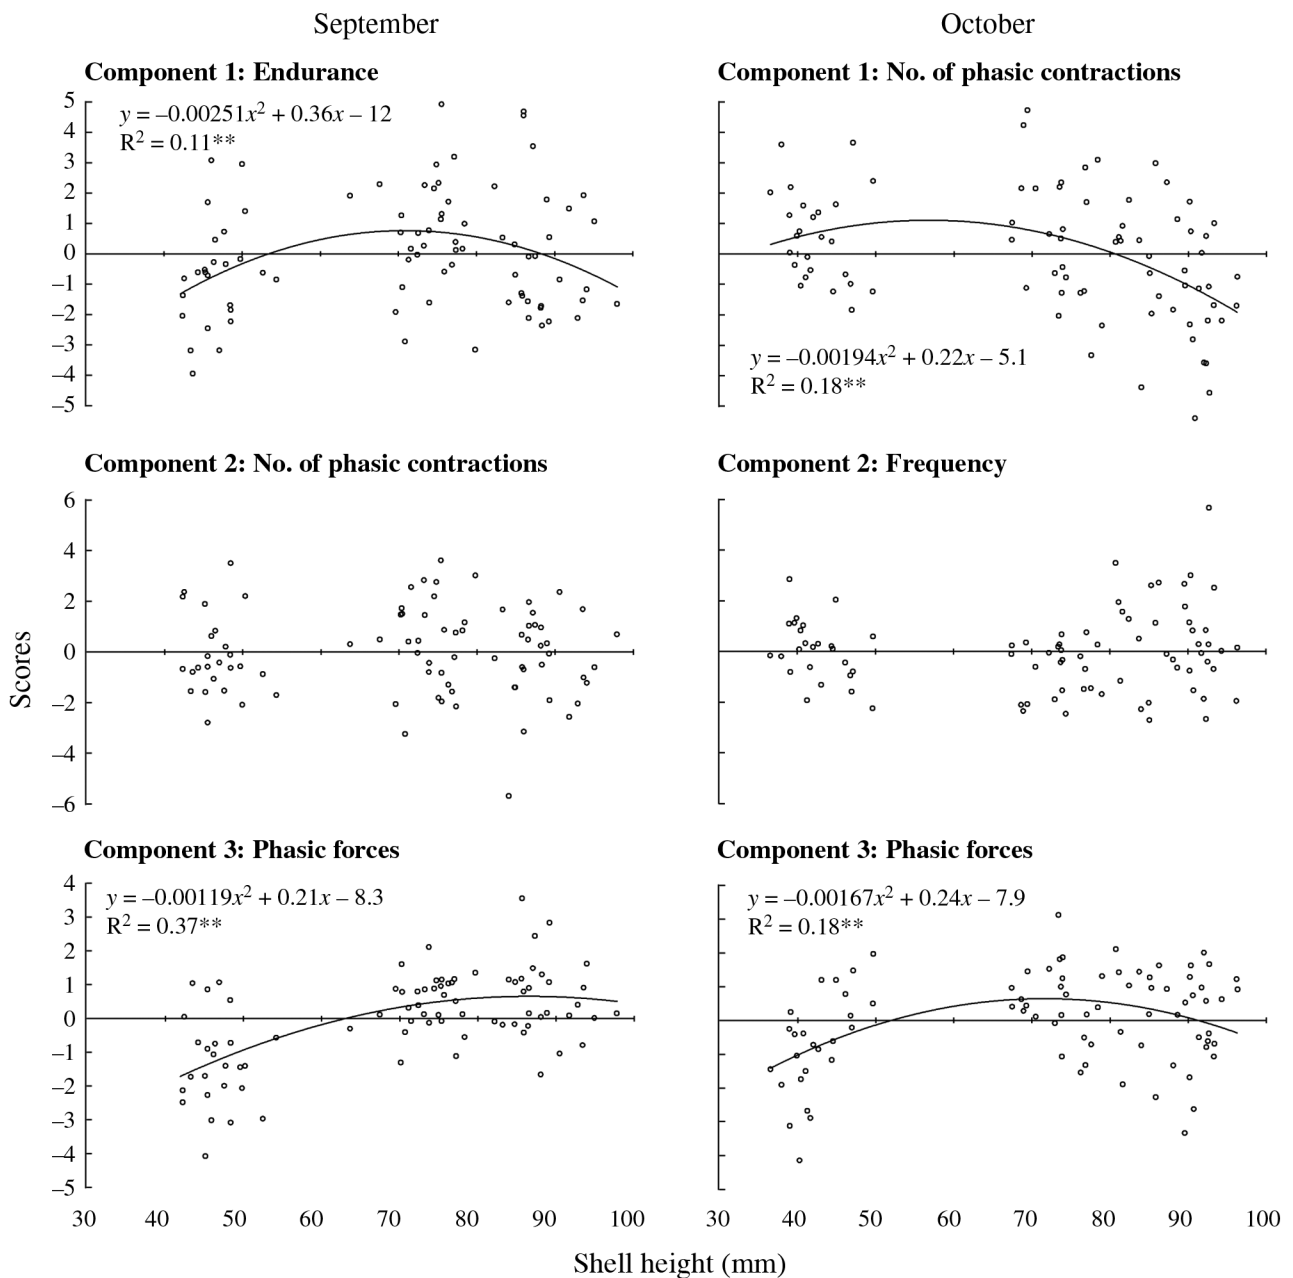 September
October
Component 1: Endurance
Component 1: No. of phasic contractions
5
4
3
2
1
0
–1
–2
–3
–4
–5
y = –0.00251x² + 0.36x – 12
R² = 0.11**
y = –0.00194x² + 0.22x – 5.1
R² = 0.18**
Component 2: No. of phasic contractions
Component 2: Frequency
6
4
2
0
–2
–4
–6
Scores
Component 3: Phasic forces
Component 3: Phasic forces
4
3
2
1
0
–1
–2
–3
–4
–5
y = –0.00119x² + 0.21x – 8.3
R² = 0.37**
y = –0.00167x² + 0.24x – 7.9
R² = 0.18**
30 40 50 60 70 80 90 100
30 40 50 60 70 80 90 100
Shell height (mm)